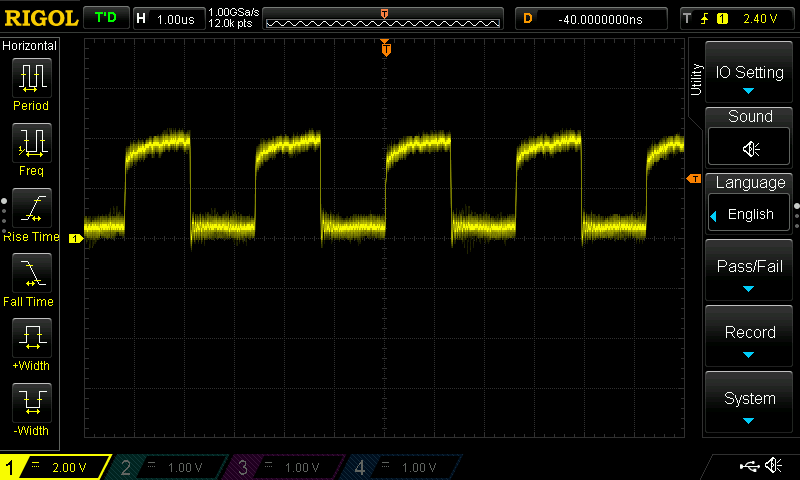 RIGOL T'D H 1.00us 1.00GSa/s D -40.0000000ns T 1 2.40 V
12.0k pts
T
T
Horizontal
Period
Freq
Rise Time
Fall Time
+Width
-Width
1
T
Utility
IO Setting
Sound
Language
English
Pass/Fail
Record
System
1 2.00 V 2 1.00 V 3 1.00 V 4 1.00 V